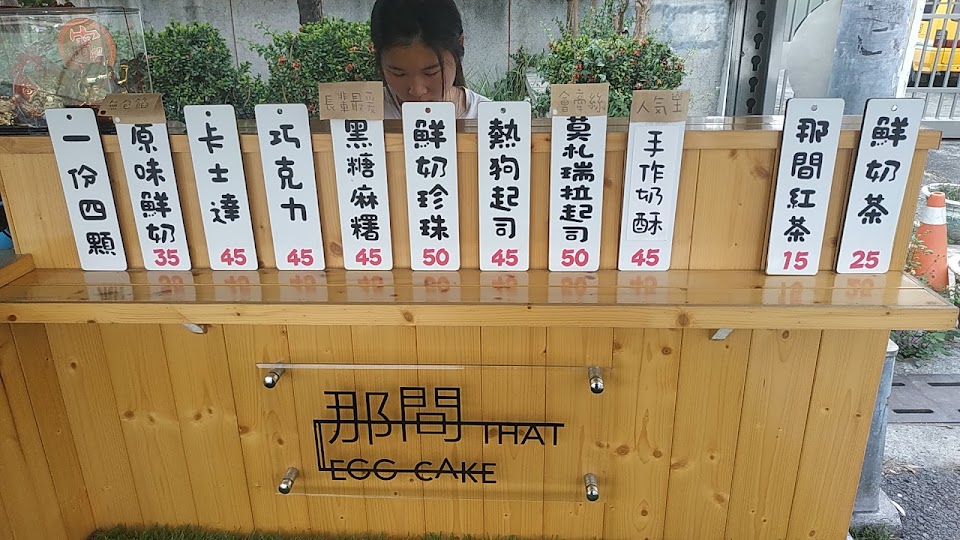 一份四顆
無包餡
原味鮮奶
35
卡士達
45
巧克力
45
長輩最愛
黑糖麻糬
45
鮮奶珍珠
50
熱狗起司
45
會牽絲
莫札瑞拉起司
50
人氣王
手作奶酥
45
那間紅茶
15
鮮奶茶
25
那間 THAT
EGG CAKE